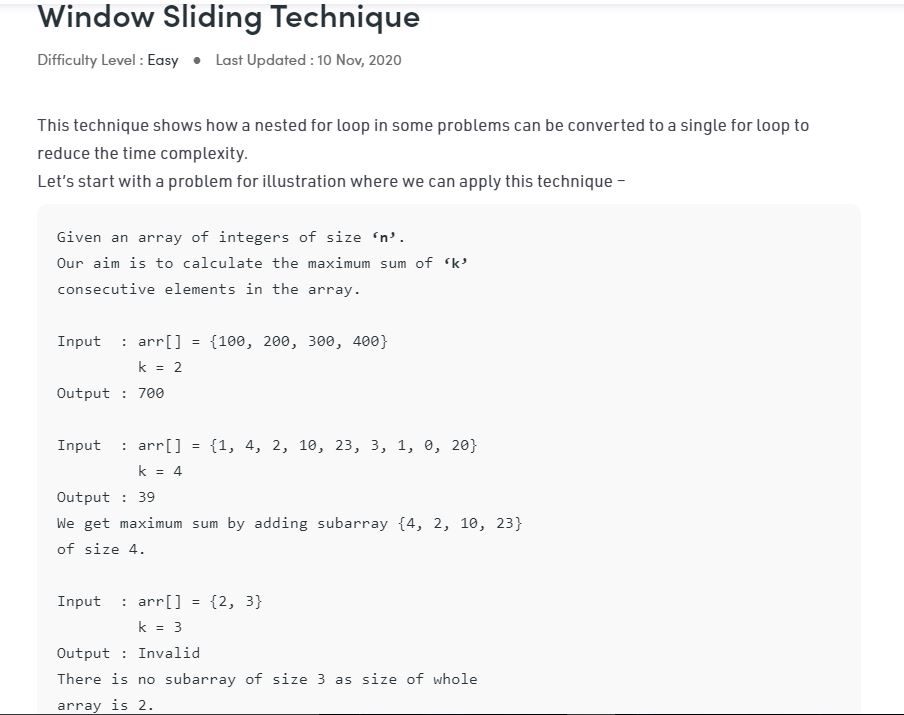 Window Sliding Technique
Difficulty Level : Easy ● Last Updated : 10 Nov, 2020
This technique shows how a nested for loop in some problems can be converted to a single for loop to
reduce the time complexity.
Let's start with a problem for illustration where we can apply this technique –
Given an array of integers of size ‘n’.
Our aim is to calculate the maximum sum of ‘k’
consecutive elements in the array.
Input : arr[] = {100, 200, 300, 400}
k = 2
Output : 700
Input : arr[] = {1, 4, 2, 10, 23, 3, 1, 0, 20}
k = 4
Output : 39
We get maximum sum by adding subarray {4, 2, 10, 23}
of size 4.
Input : arr[] = {2, 3}
k = 3
Output : Invalid
There is no subarray of size 3 as size of whole
array is 2.